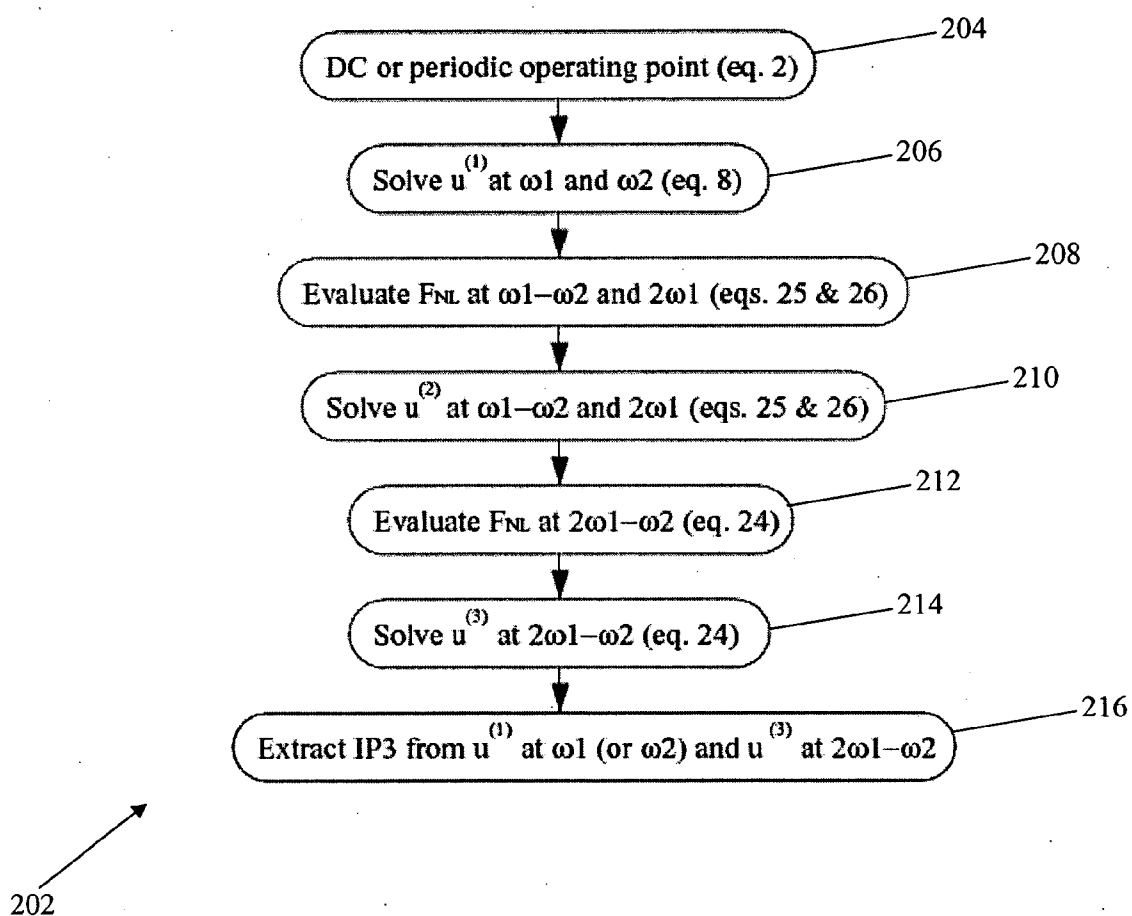 204
DC or periodic operating point (eq. 2)
206
Solve u(1) at ω1 and ω2 (eq. 8)
208
Evaluate FNL at ω1−ω2 and 2ω1 (eqs. 25 & 26)
210
Solve u(2) at ω1−ω2 and 2ω1 (eqs. 25 & 26)
212
Evaluate FNL at 2ω1−ω2 (eq. 24)
214
Solve u(3) at 2ω1−ω2 (eq. 24)
216
Extract IP3 from u(1) at ω1 (or ω2) and u(3) at 2ω1−ω2
202